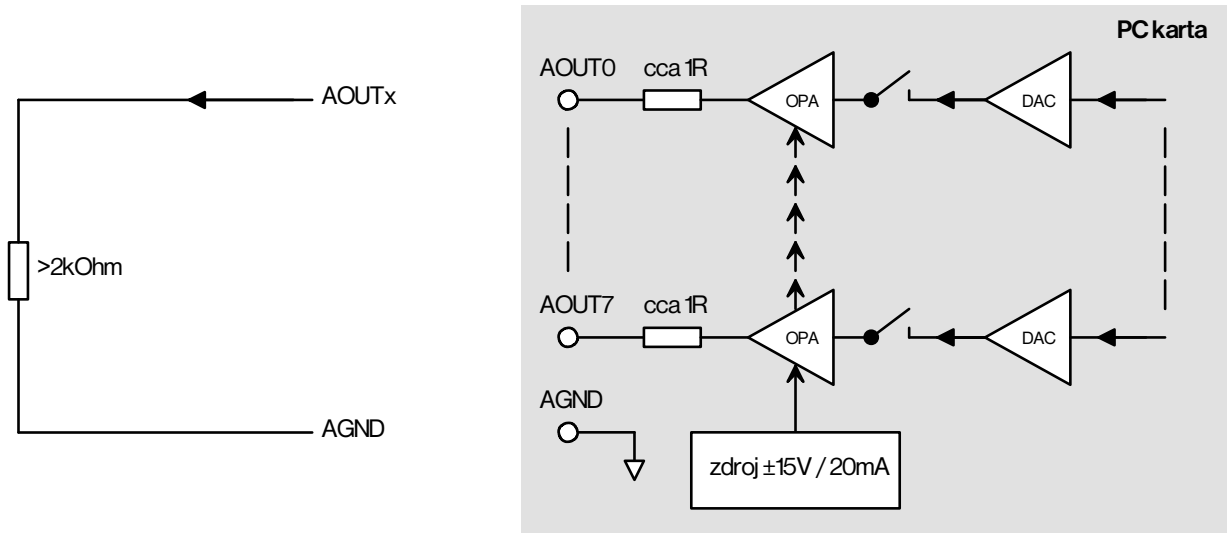 AOUTx
>2kOhm
AGND
PC karta
AOUT0
cca 1R
OPA
DAC
AOUT7
cca 1R
OPA
DAC
AGND
zdroj ±15V / 20mA